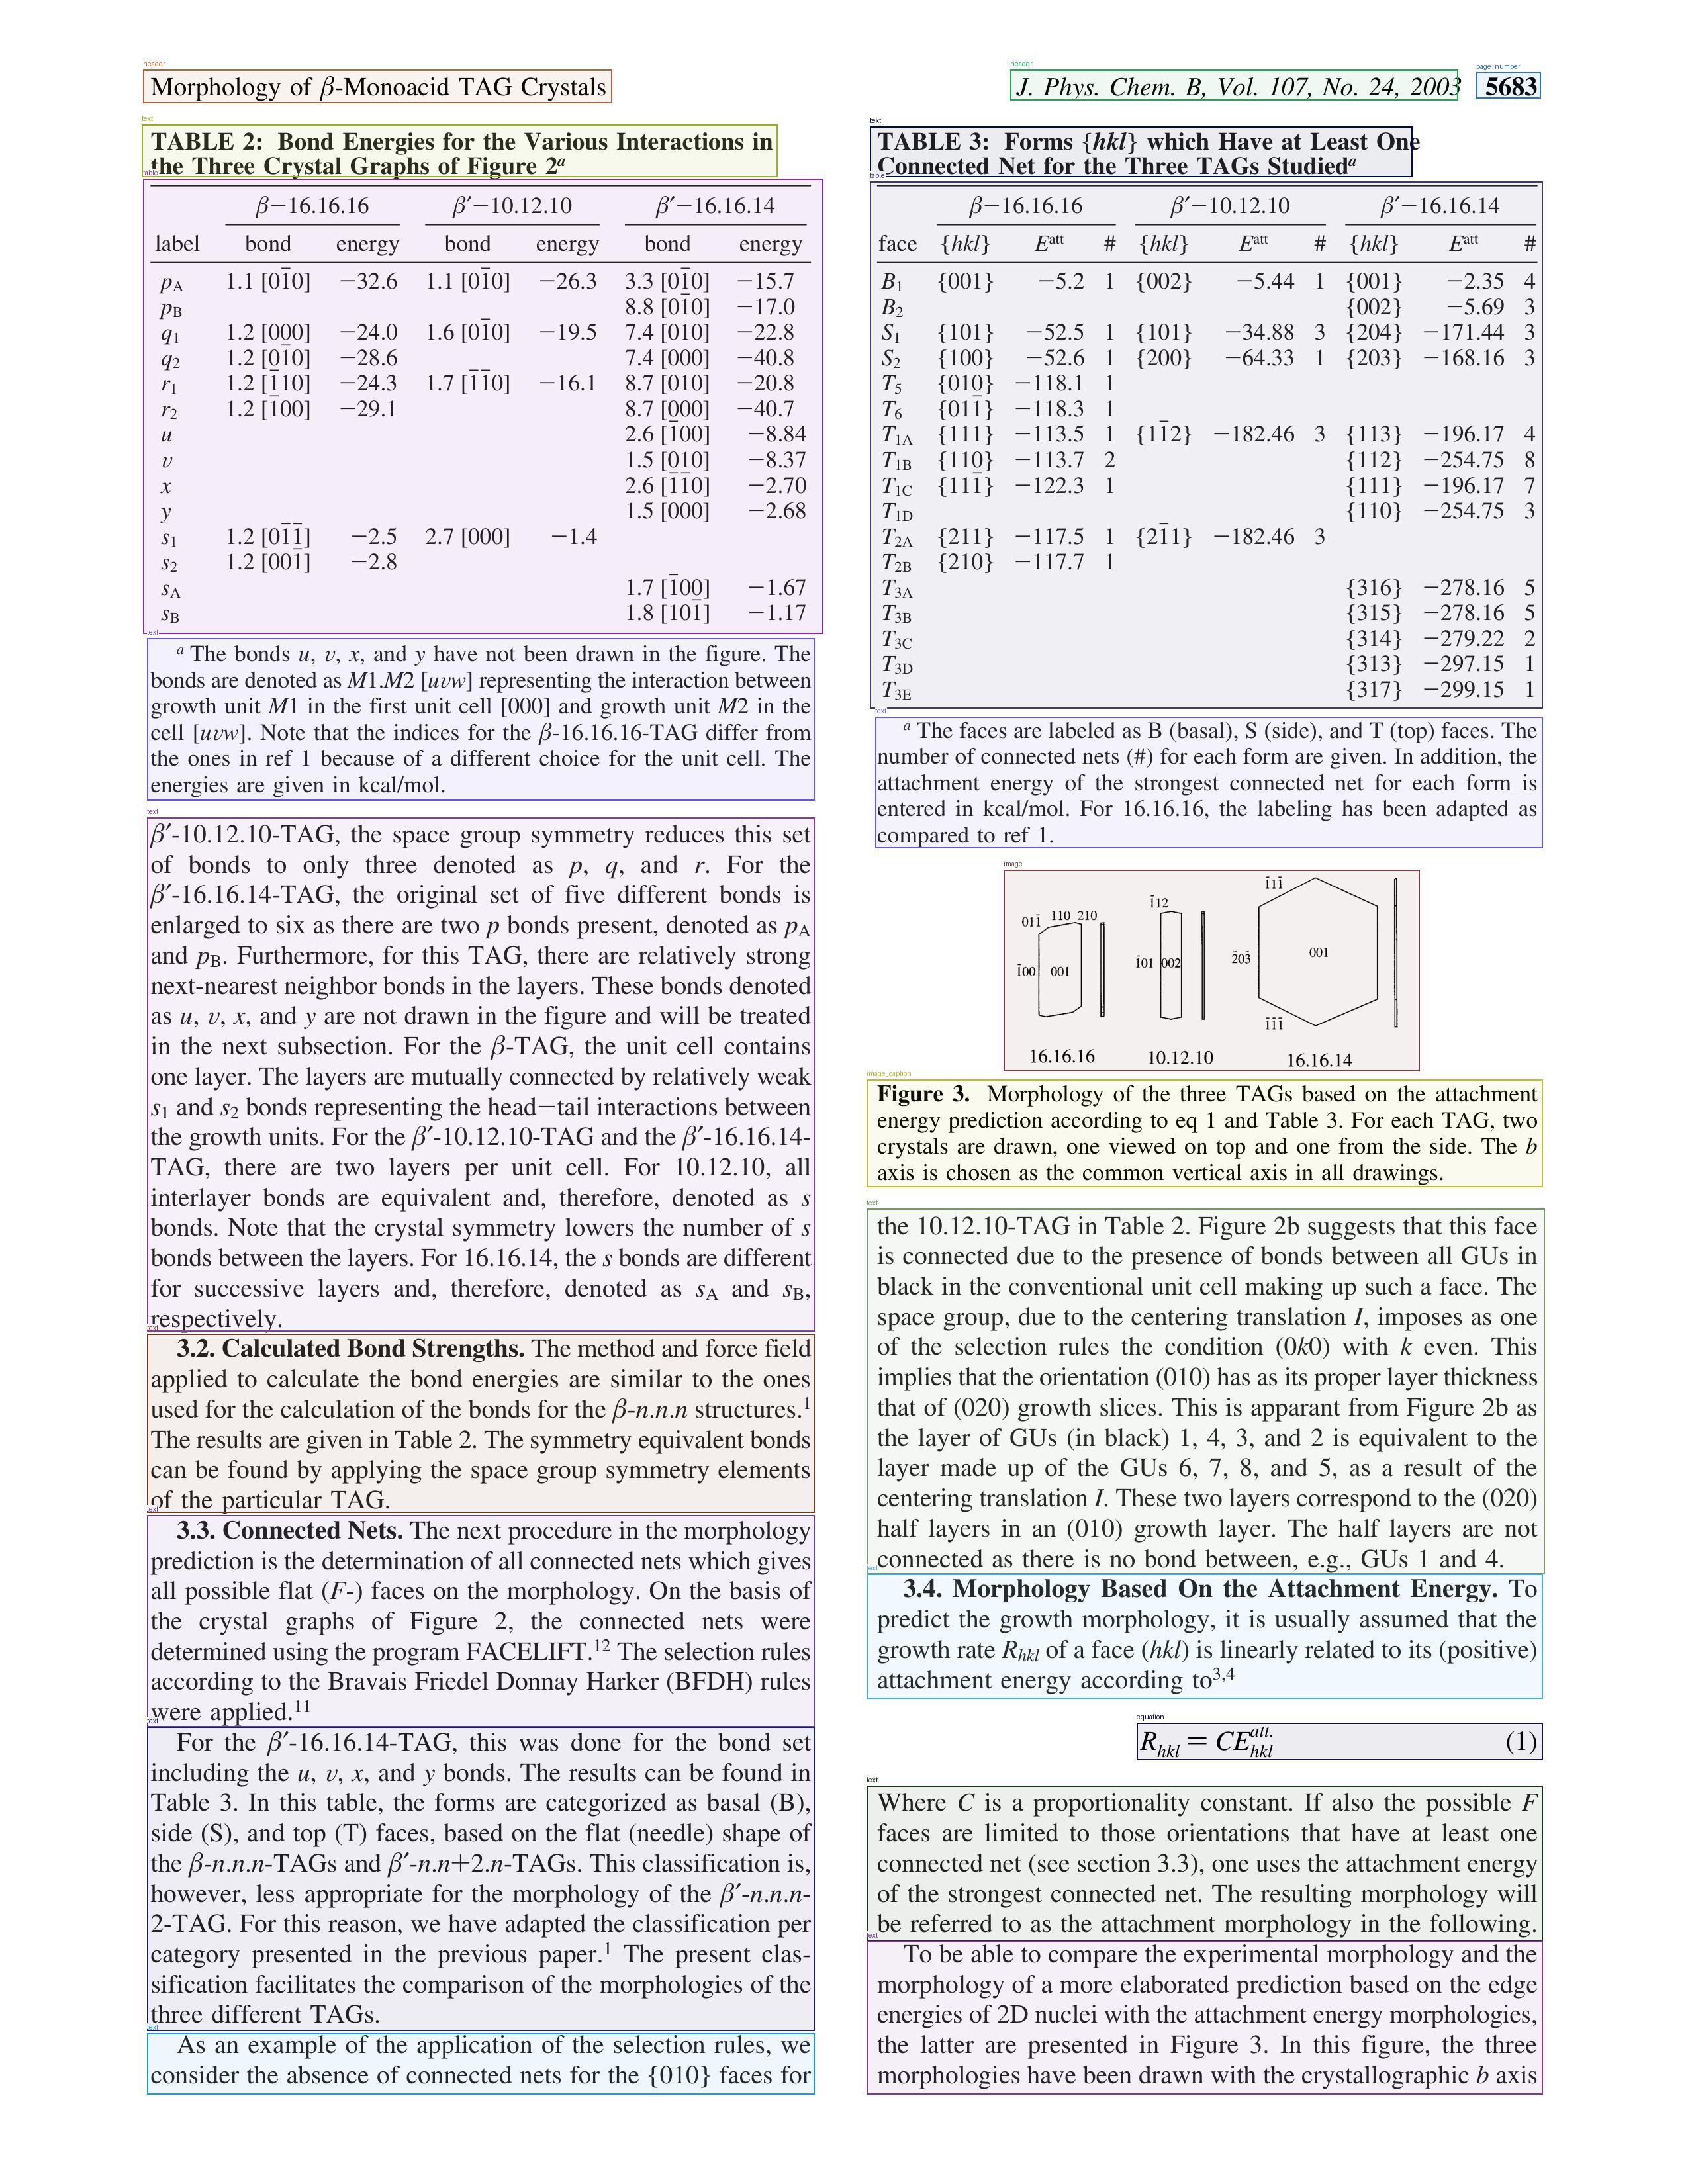 header
Morphology of β-Monoacid TAG Crystals
header
J. Phys. Chem. B, Vol. 107, No. 24, 2003
page_number
5683
text
TABLE 2: Bond Energies for the Various Interactions in
the Three Crystal Graphs of Figure 2ᵃ
table
β−16.16.16 β′−10.12.10 β′−16.16.14
label bond energy bond energy bond energy
pA 1.1 [01̄0] −32.6 1.1 [01̄0] −26.3 3.3 [01̄0] −15.7
pB 8.8 [01̄0] −17.0
q1 1.2 [000] −24.0 1.6 [01̄0] −19.5 7.4 [010] −22.8
q2 1.2 [01̄0] −28.6 7.4 [000] −40.8
r1 1.2 [1̄10] −24.3 1.7 [1̄1̄0] −16.1 8.7 [010] −20.8
r2 1.2 [1̄00] −29.1 8.7 [000] −40.7
u 2.6 [1̄00] −8.84
v 1.5 [010] −8.37
x 2.6 [1̄1̄0] −2.70
y 1.5 [000] −2.68
s1 1.2 [01̄1̄] −2.5 2.7 [000] −1.4
s2 1.2 [001̄] −2.8
sA 1.7 [1̄00] −1.67
sB 1.8 [101̄] −1.17
text
ᵃ The bonds u, v, x, and y have not been drawn in the figure. The
bonds are denoted as M1.M2 [uvw] representing the interaction between
growth unit M1 in the first unit cell [000] and growth unit M2 in the
cell [uvw]. Note that the indices for the β-16.16.16-TAG differ from
the ones in ref 1 because of a different choice for the unit cell. The
energies are given in kcal/mol.
text
β′-10.12.10-TAG, the space group symmetry reduces this set
of bonds to only three denoted as p, q, and r. For the
β′-16.16.14-TAG, the original set of five different bonds is
enlarged to six as there are two p bonds present, denoted as pA
and pB. Furthermore, for this TAG, there are relatively strong
next-nearest neighbor bonds in the layers. These bonds denoted
as u, v, x, and y are not drawn in the figure and will be treated
in the next subsection. For the β-TAG, the unit cell contains
one layer. The layers are mutually connected by relatively weak
s1 and s2 bonds representing the head−tail interactions between
the growth units. For the β′-10.12.10-TAG and the β′-16.16.14-
TAG, there are two layers per unit cell. For 10.12.10, all
interlayer bonds are equivalent and, therefore, denoted as s
bonds. Note that the crystal symmetry lowers the number of s
bonds between the layers. For 16.16.14, the s bonds are different
for successive layers and, therefore, denoted as sA and sB,
respectively.
text
3.2. Calculated Bond Strengths. The method and force field
applied to calculate the bond energies are similar to the ones
used for the calculation of the bonds for the β-n.n.n structures.¹
The results are given in Table 2. The symmetry equivalent bonds
can be found by applying the space group symmetry elements
of the particular TAG.
text
3.3. Connected Nets. The next procedure in the morphology
prediction is the determination of all connected nets which gives
all possible flat (F-) faces on the morphology. On the basis of
the crystal graphs of Figure 2, the connected nets were
determined using the program FACELIFT.¹² The selection rules
according to the Bravais Friedel Donnay Harker (BFDH) rules
were applied.¹¹
text
For the β′-16.16.14-TAG, this was done for the bond set
including the u, v, x, and y bonds. The results can be found in
Table 3. In this table, the forms are categorized as basal (B),
side (S), and top (T) faces, based on the flat (needle) shape of
the β-n.n.n-TAGs and β′-n.n+2.n-TAGs. This classification is,
however, less appropriate for the morphology of the β′-n.n.n-
2-TAG. For this reason, we have adapted the classification per
category presented in the previous paper.¹ The present clas-
sification facilitates the comparison of the morphologies of the
three different TAGs.
text
As an example of the application of the selection rules, we
consider the absence of connected nets for the {010} faces for
text
TABLE 3: Forms {hkl} which Have at Least One
Connected Net for the Three TAGs Studiedᵃ
table
β−16.16.16 β′−10.12.10 β′−16.16.14
face {hkl} Eᵃᵗᵗ # {hkl} Eᵃᵗᵗ # {hkl} Eᵃᵗᵗ #
B1 {001} −5.2 1 {002} −5.44 1 {001} −2.35 4
B2 {002} −5.69 3
S1 {101} −52.5 1 {101} −34.88 3 {204} −171.44 3
S2 {100} −52.6 1 {200} −64.33 1 {203} −168.16 3
T5 {010} −118.1 1
T6 {011̄} −118.3 1
T1A {111} −113.5 1 {11̄2} −182.46 3 {113} −196.17 4
T1B {110} −113.7 2 {112} −254.75 8
T1C {111̄} −122.3 1 {111} −196.17 7
T1D {110} −254.75 3
T2A {211} −117.5 1 {21̄1} −182.46 3
T2B {210} −117.7 1
T3A {316} −278.16 5
T3B {315} −278.16 5
T3C {314} −279.22 2
T3D {313} −297.15 1
T3E {317} −299.15 1
text
ᵃ The faces are labeled as B (basal), S (side), and T (top) faces. The
number of connected nets (#) for each form are given. In addition, the
attachment energy of the strongest connected net for each form is
entered in kcal/mol. For 16.16.16, the labeling has been adapted as
compared to ref 1.
image
011̄ 110 210
1̄00 001
16.16.16
1̄12
1̄01 002
10.12.10
1̄11̄
2̄03̄ 001
1̄1̄1̄
16.16.14
image_caption
Figure 3. Morphology of the three TAGs based on the attachment
energy prediction according to eq 1 and Table 3. For each TAG, two
crystals are drawn, one viewed on top and one from the side. The b
axis is chosen as the common vertical axis in all drawings.
text
the 10.12.10-TAG in Table 2. Figure 2b suggests that this face
is connected due to the presence of bonds between all GUs in
black in the conventional unit cell making up such a face. The
space group, due to the centering translation I, imposes as one
of the selection rules the condition (0k0) with k even. This
implies that the orientation (010) has as its proper layer thickness
that of (020) growth slices. This is apparant from Figure 2b as
the layer of GUs (in black) 1, 4, 3, and 2 is equivalent to the
layer made up of the GUs 6, 7, 8, and 5, as a result of the
centering translation I. These two layers correspond to the (020)
half layers in an (010) growth layer. The half layers are not
connected as there is no bond between, e.g., GUs 1 and 4.
text
3.4. Morphology Based On the Attachment Energy. To
predict the growth morphology, it is usually assumed that the
growth rate Rhkl of a face (hkl) is linearly related to its (positive)
attachment energy according to³,⁴
equation
Rhkl = CE att. hkl (1)
text
Where C is a proportionality constant. If also the possible F
faces are limited to those orientations that have at least one
connected net (see section 3.3), one uses the attachment energy
of the strongest connected net. The resulting morphology will
be referred to as the attachment morphology in the following.
text
To be able to compare the experimental morphology and the
morphology of a more elaborated prediction based on the edge
energies of 2D nuclei with the attachment energy morphologies,
the latter are presented in Figure 3. In this figure, the three
morphologies have been drawn with the crystallographic b axis